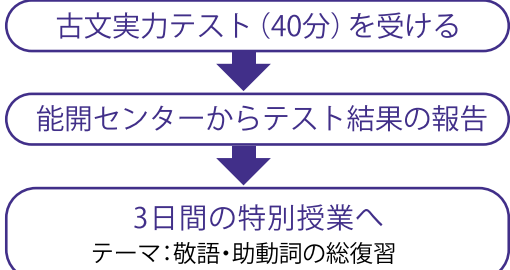 古文実力テスト（40分）を受ける
能開センターからテスト結果の報告
3日間の特別授業へ
テーマ：敬語・助動詞の総復習